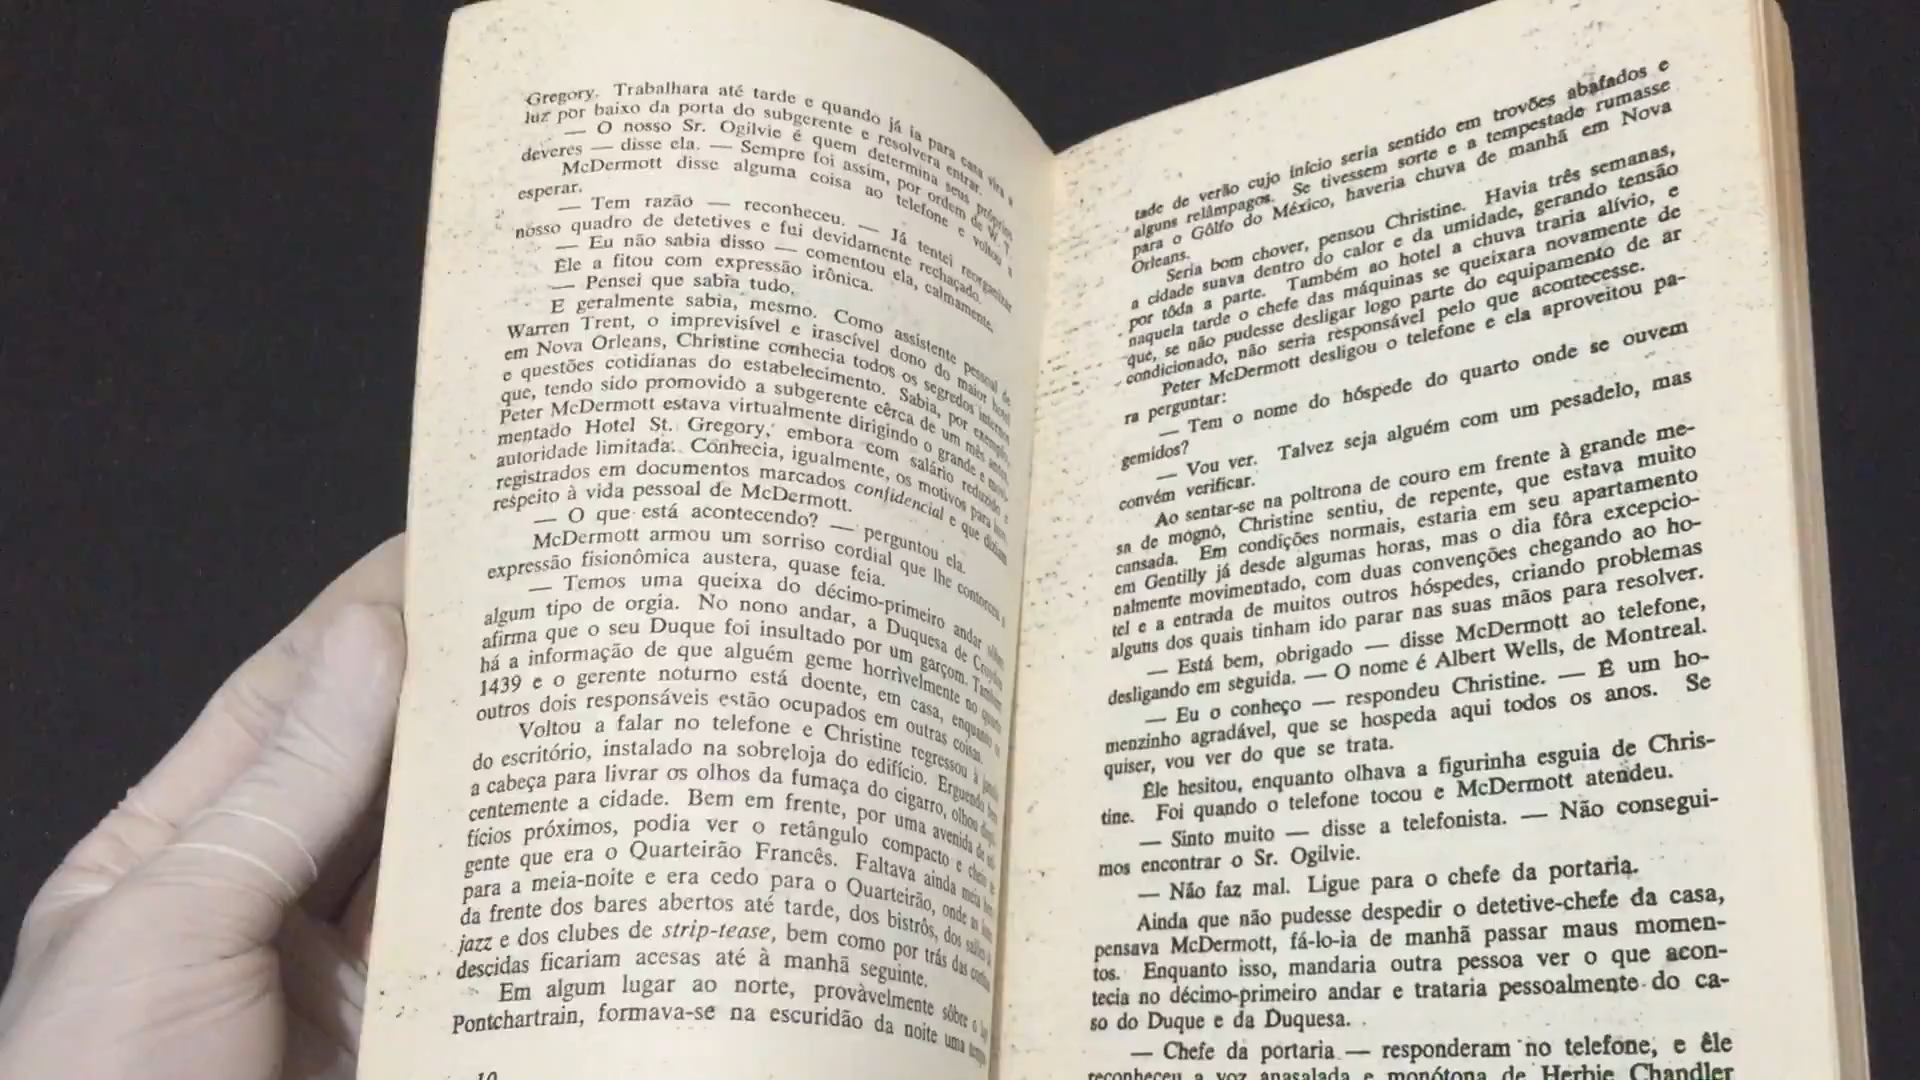 Gregory. Trabalhara até tarde e quando já ia para casa vira a
luz por baixo da porta do subgerente e resolvera entrar.
— O nosso Sr. Ogilvie é quem determina seus próprios
deveres — disse ela. — Sempre foi assim, por ordem de W. T.
McDermott disse alguma coisa ao telefone e voltou a
esperar.
— Tem razão — reconheceu. — Já tentei reorganizar
nosso quadro de detetives e fui devidamente rechaçado.
— Eu não sabia disso — comentou ela, calmamente.
Êle a fitou com expressão irônica.
— Pensei que sabia tudo.
E geralmente sabia, mesmo. Como assistente pessoal de
Warren Trent, o imprevisível e irascível dono do maior hotel
em Nova Orleans, Christine conhecia todos os segredos internos
e questões cotidianas do estabelecimento. Sabia, por exemplo,
que, tendo sido promovido a subgerente cêrca de um mês antes,
Peter McDermott estava virtualmente dirigindo o grande e movi-
mentado Hotel St. Gregory, embora com salário reduzido e
autoridade limitada. Conhecia, igualmente, os motivos para isso,
registrados em documentos marcados confidencial e que diziam
respeito à vida pessoal de McDermott.
— O que está acontecendo? — perguntou ela.
McDermott armou um sorriso cordial que lhe contorceu a
expressão fisionômica austera, quase feia.
— Temos uma queixa do décimo-primeiro andar sôbre
algum tipo de orgia. No nono andar, a Duquesa de Croydon
afirma que o seu Duque foi insultado por um garçom. Também
há a informação de que alguém geme horrìvelmente no quarto
1439 e o gerente noturno está doente, em casa, enquanto os
outros dois responsáveis estão ocupados em outras coisas.
Voltou a falar no telefone e Christine regressou à janela
do escritório, instalado na sobreloja do edifício. Erguendo bem
a cabeça para livrar os olhos da fumaça do cigarro, olhou
centemente a cidade. Bem em frente, por uma avenida de
fícios próximos, podia ver o retângulo compacto e cheio de
gente que era o Quarteirão Francês. Faltava ainda meia hora
para a meia-noite e era cedo para o Quarteirão, onde as luzes
da frente dos bares abertos até tarde, dos bistrôs, dos salões de
jazz e dos clubes de strip-tease, bem como por trás das cortinas
descidas ficariam acesas até à manhã seguinte.
Em algum lugar ao norte, provàvelmente sôbre o lago
Pontchartrain, formava-se na escuridão da noite uma tempes-
10
tade de verão cujo início seria sentido em trovões abafados e
alguns relâmpagos. Se tivessem sorte e a tempestade rumasse
para o Gôlfo do México, haveria chuva de manhã em Nova
Orleans.
Seria bom chover, pensou Christine. Havia três semanas,
a cidade suava dentro do calor e da umidade, gerando tensão
por tôda a parte. Também ao hotel a chuva traria alívio, e
naquela tarde o chefe das máquinas se queixara novamente de
que, se não pudesse desligar logo parte do equipamento de ar
condicionado, não seria responsável pelo que acontecesse.
Peter McDermott desligou o telefone e ela aproveitou pa-
ra perguntar:
— Tem o nome do hóspede do quarto onde se ouvem
gemidos?
— Vou ver. Talvez seja alguém com um pesadelo, mas
convém verificar.
Ao sentar-se na poltrona de couro em frente à grande me-
sa de mógno, Christine sentiu, de repente, que estava muito
cansada. Em condições normais, estaria em seu apartamento
em Gentilly já desde algumas horas, mas o dia fôra excepcio-
nalmente movimentado, com duas convenções chegando ao ho-
tel e a entrada de muitos outros hóspedes, criando problemas
alguns dos quais tinham ido parar nas suas mãos para resolver.
— Está bem, obrigado — disse McDermott ao telefone,
desligando em seguida. — O nome é Albert Wells, de Montreal.
— Eu o conheço — respondeu Christine. — É um ho-
menzinho agradável, que se hospeda aqui todos os anos. Se
quiser, vou ver do que se trata.
Êle hesitou, enquanto olhava a figurinha esguia de Chris-
tine. Foi quando o telefone tocou e McDermott atendeu.
— Sinto muito — disse a telefonista. — Não consegui-
mos encontrar o Sr. Ogilvie.
— Não faz mal. Ligue para o chefe da portaria.
Ainda que não pudesse despedir o detetive-chefe da casa,
pensava McDermott, fá-lo-ia de manhã passar maus momen-
tos. Enquanto isso, mandaria outra pessoa ver o que acon-
tecia no décimo-primeiro andar e trataria pessoalmente do ca-
so do Duque e da Duquesa.
— Chefe da portaria — responderam no telefone, e êle
reconheceu a voz anasalada e monótona de Herbie Chandler